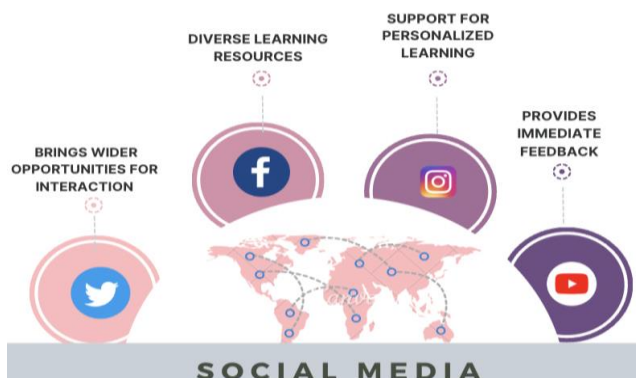 SUPPORT FOR
PERSONALIZED
LEARNING
DIVERSE LEARNING
RESOURCES
PROVIDES
IMMEDIATE
FEEDBACK
BRINGS WIDER
OPPORTUNITIES FOR
INTERACTION
SOCIAL MEDIA